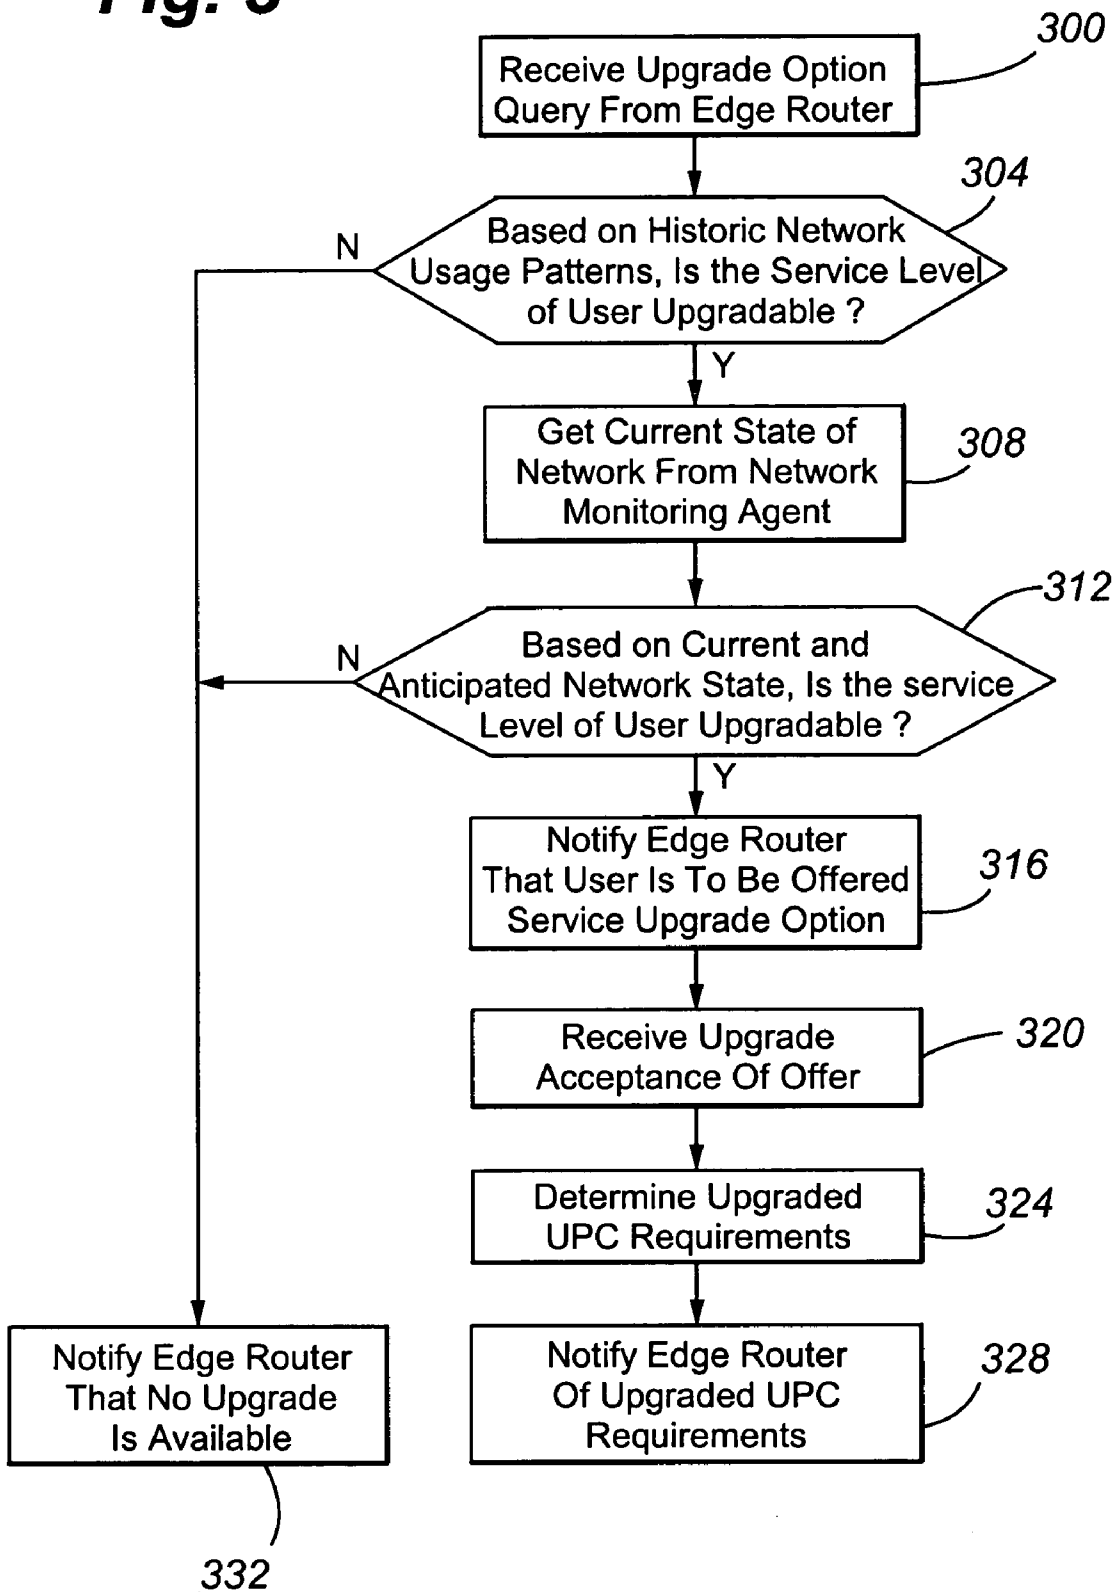 Fig. 3
300
Receive Upgrade Option
Query From Edge Router
304
N
Based on Historic Network
Usage Patterns, Is the Service Level
of User Upgradable ?
Y
Get Current State of
Network From Network
Monitoring Agent
308
312
N
Based on Current and
Anticipated Network State, Is the service
Level of User Upgradable ?
Y
Notify Edge Router
That User Is To Be Offered
Service Upgrade Option
316
Receive Upgrade
Acceptance Of Offer
320
Determine Upgraded
UPC Requirements
324
Notify Edge Router
That No Upgrade
Is Available
Notify Edge Router
Of Upgraded UPC
Requirements
328
332